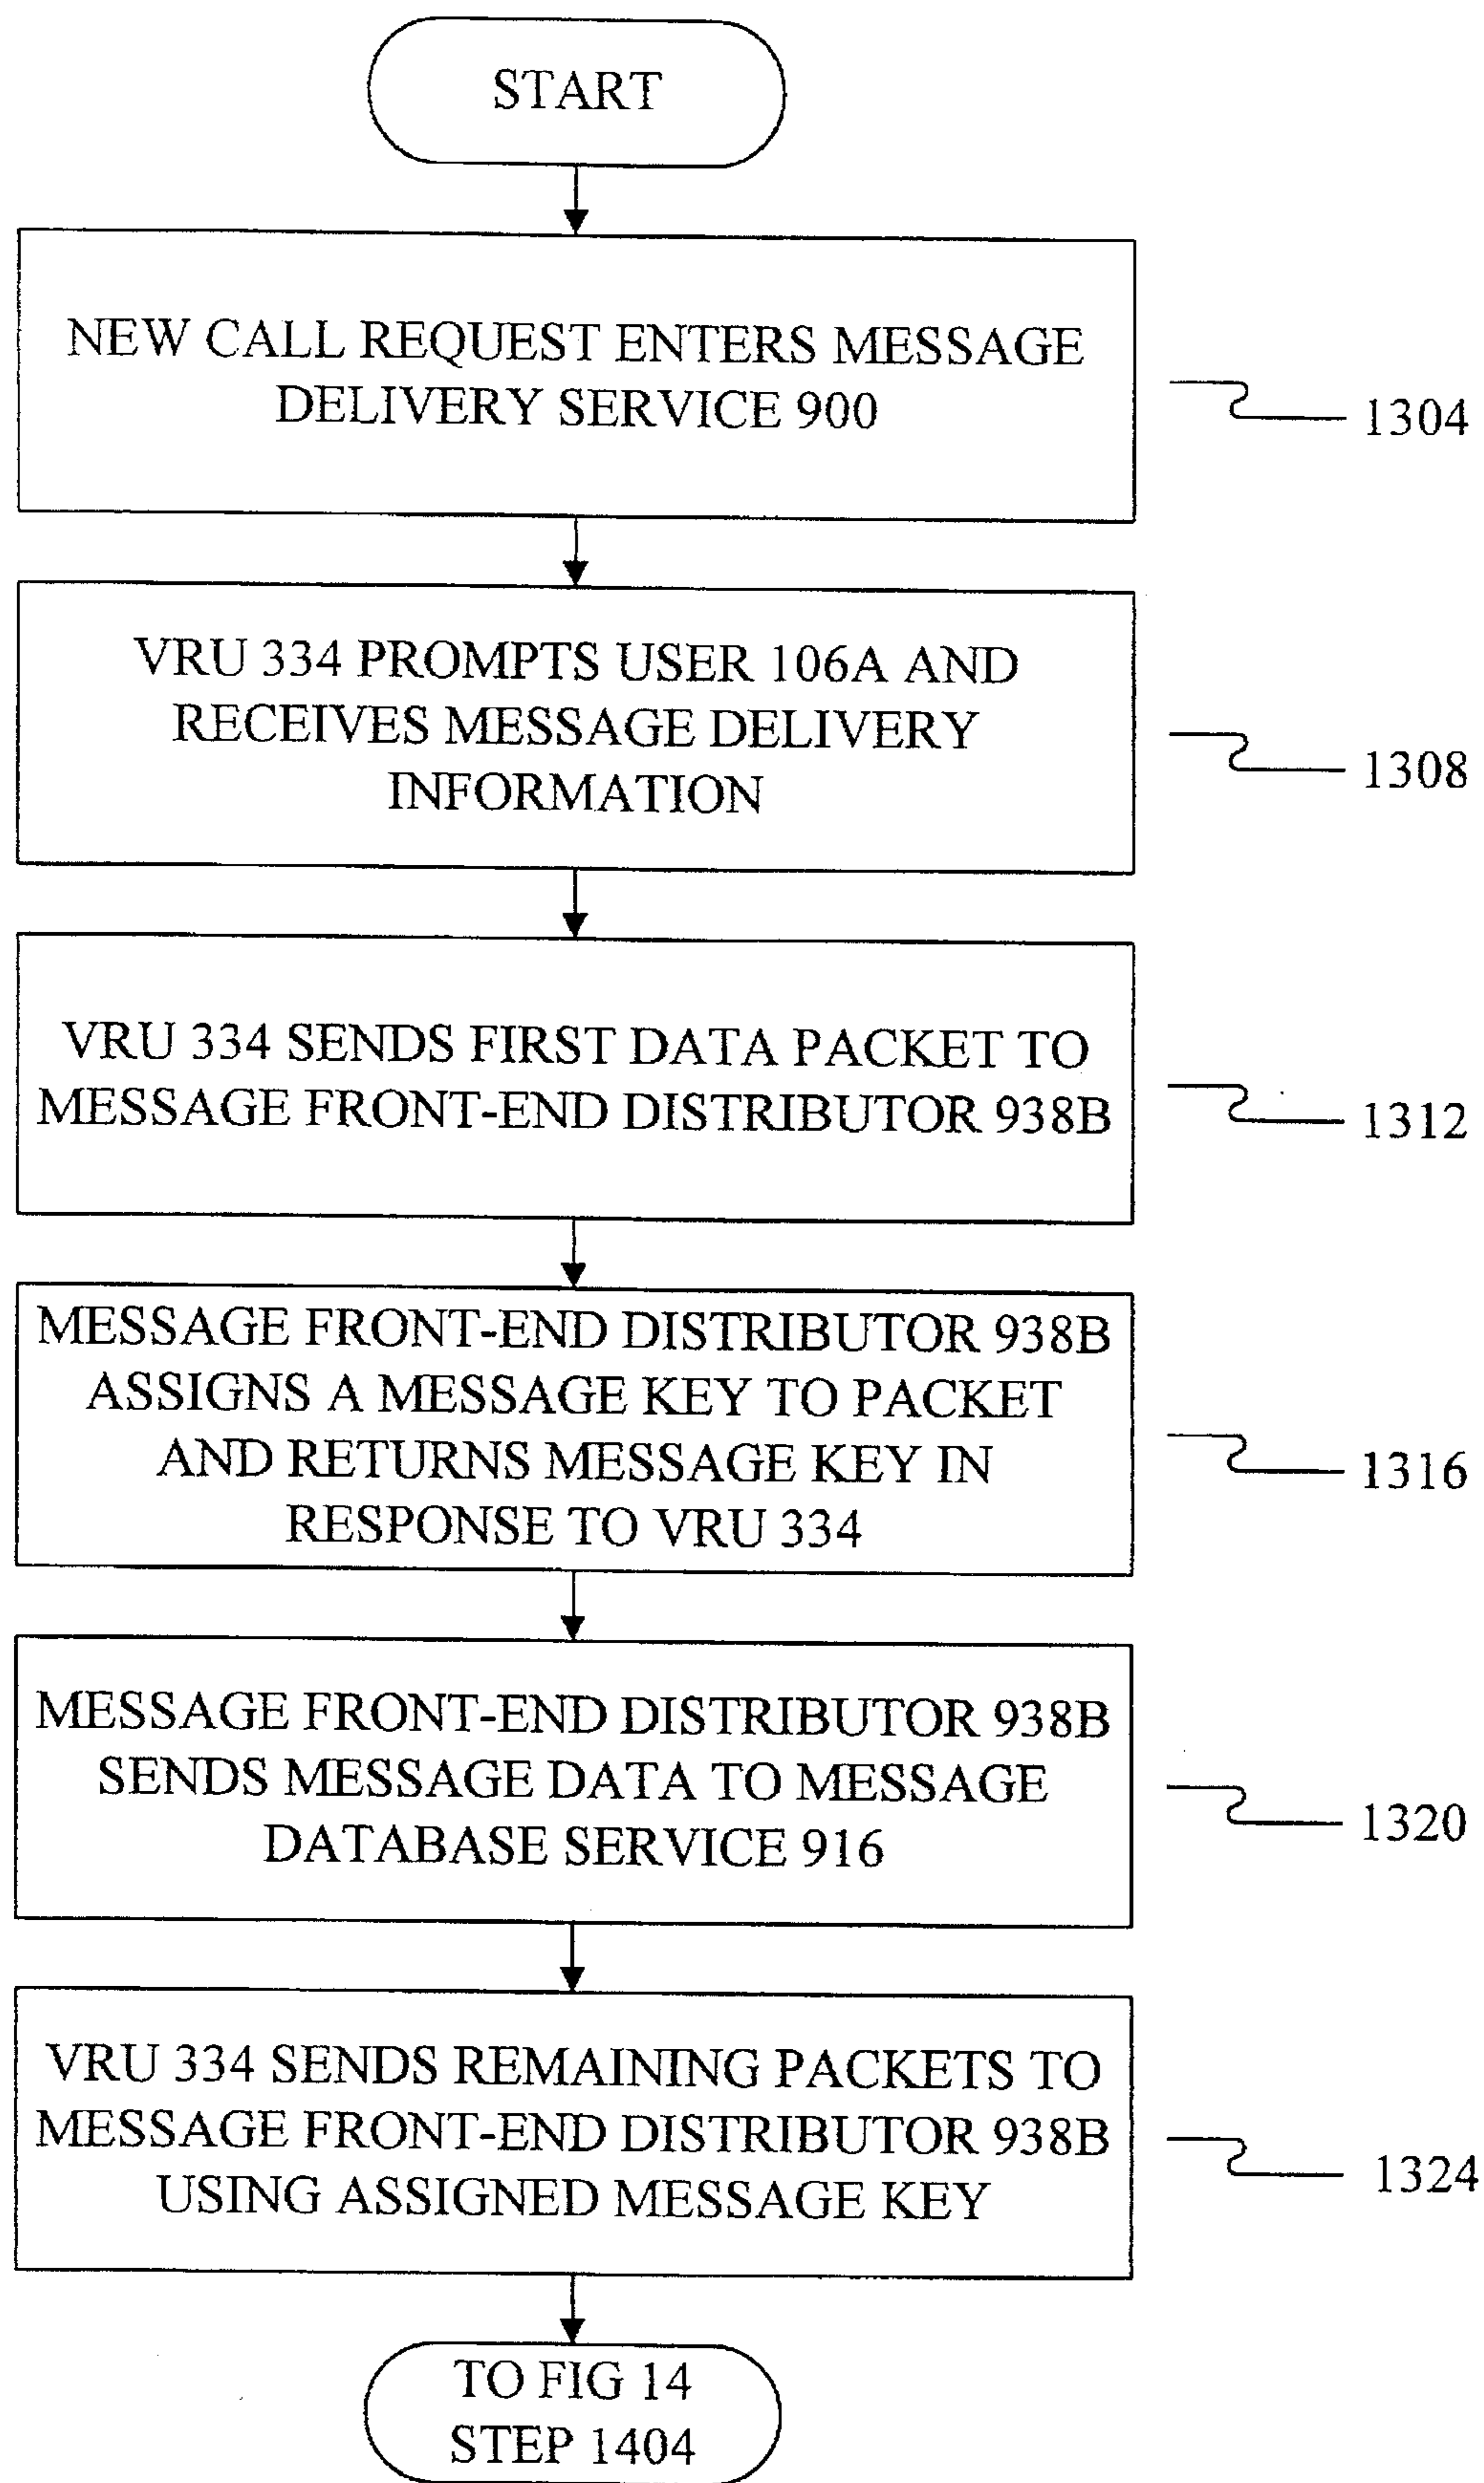 START
NEW CALL REQUEST ENTERS MESSAGE
DELIVERY SERVICE 900
1304
VRU 334 PROMPTS USER 106A AND
RECEIVES MESSAGE DELIVERY
INFORMATION
1308
VRU 334 SENDS FIRST DATA PACKET TO
MESSAGE FRONT-END DISTRIBUTOR 938B
1312
MESSAGE FRONT-END DISTRIBUTOR 938B
ASSIGNS A MESSAGE KEY TO PACKET
AND RETURNS MESSAGE KEY IN
RESPONSE TO VRU 334
1316
MESSAGE FRONT-END DISTRIBUTOR 938B
SENDS MESSAGE DATA TO MESSAGE
DATABASE SERVICE 916
1320
VRU 334 SENDS REMAINING PACKETS TO
MESSAGE FRONT-END DISTRIBUTOR 938B
USING ASSIGNED MESSAGE KEY
1324
TO FIG 14
STEP 1404